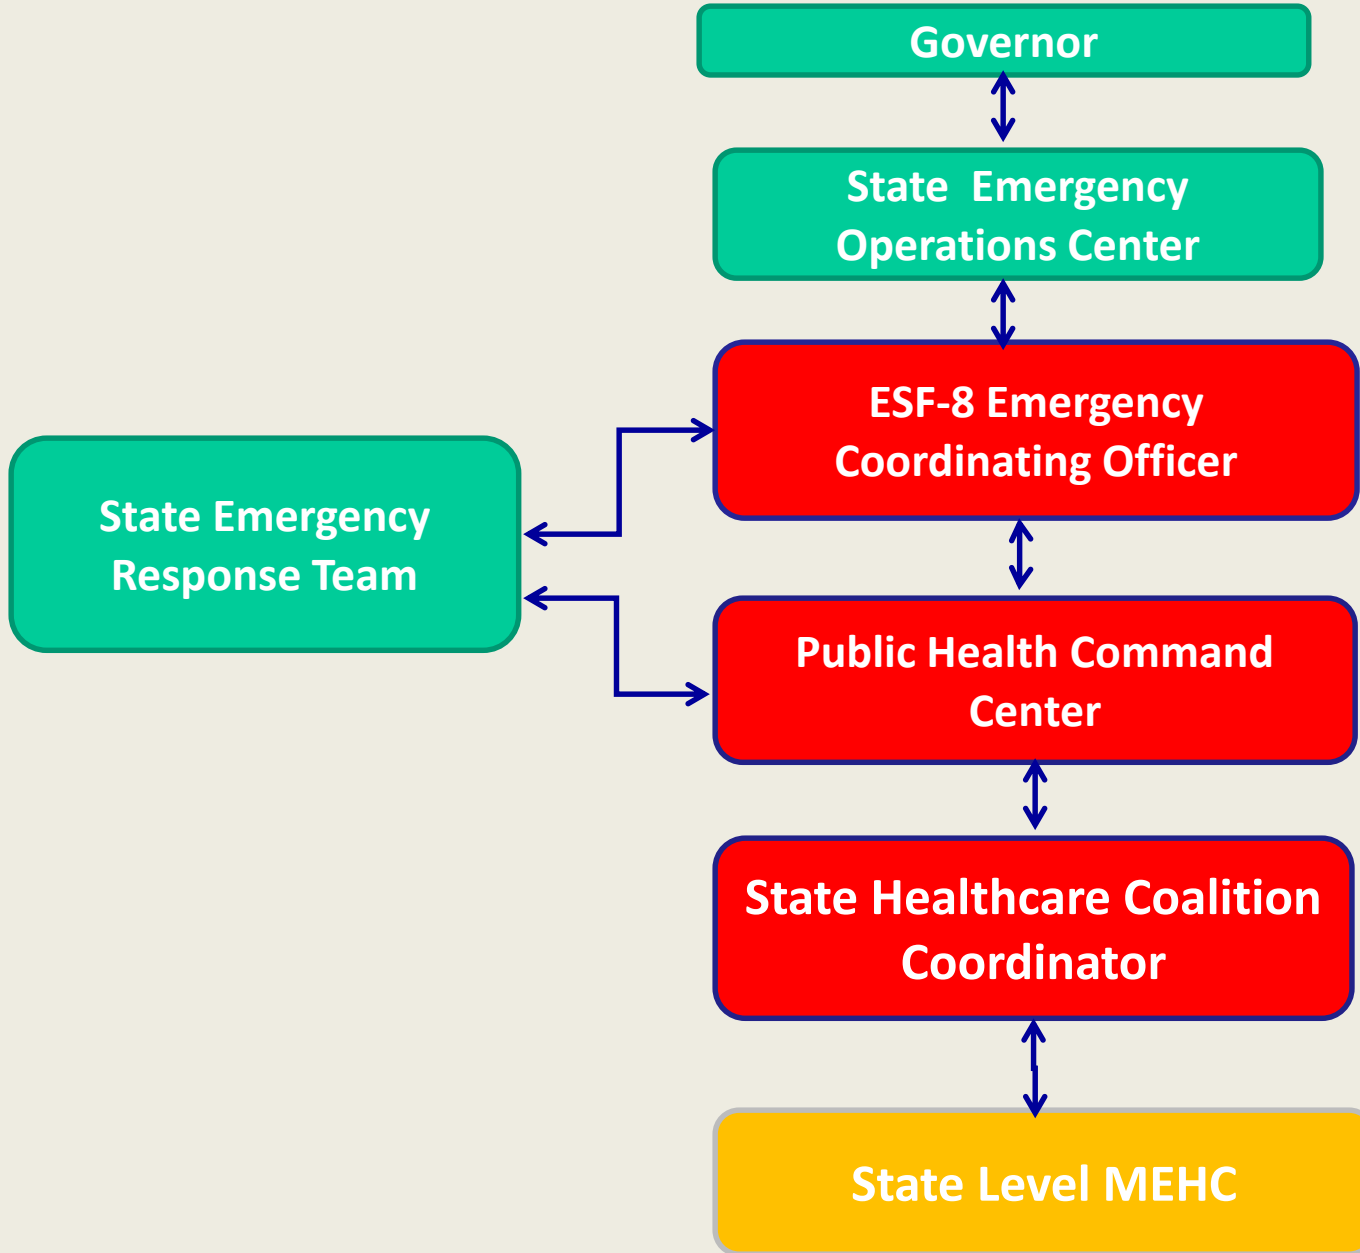 Governor
State Emergency
Operations Center
ESF-8 Emergency
Coordinating Officer
State Emergency
Response Team
Public Health Command
Center
State Healthcare Coalition
Coordinator
State Level MEHC